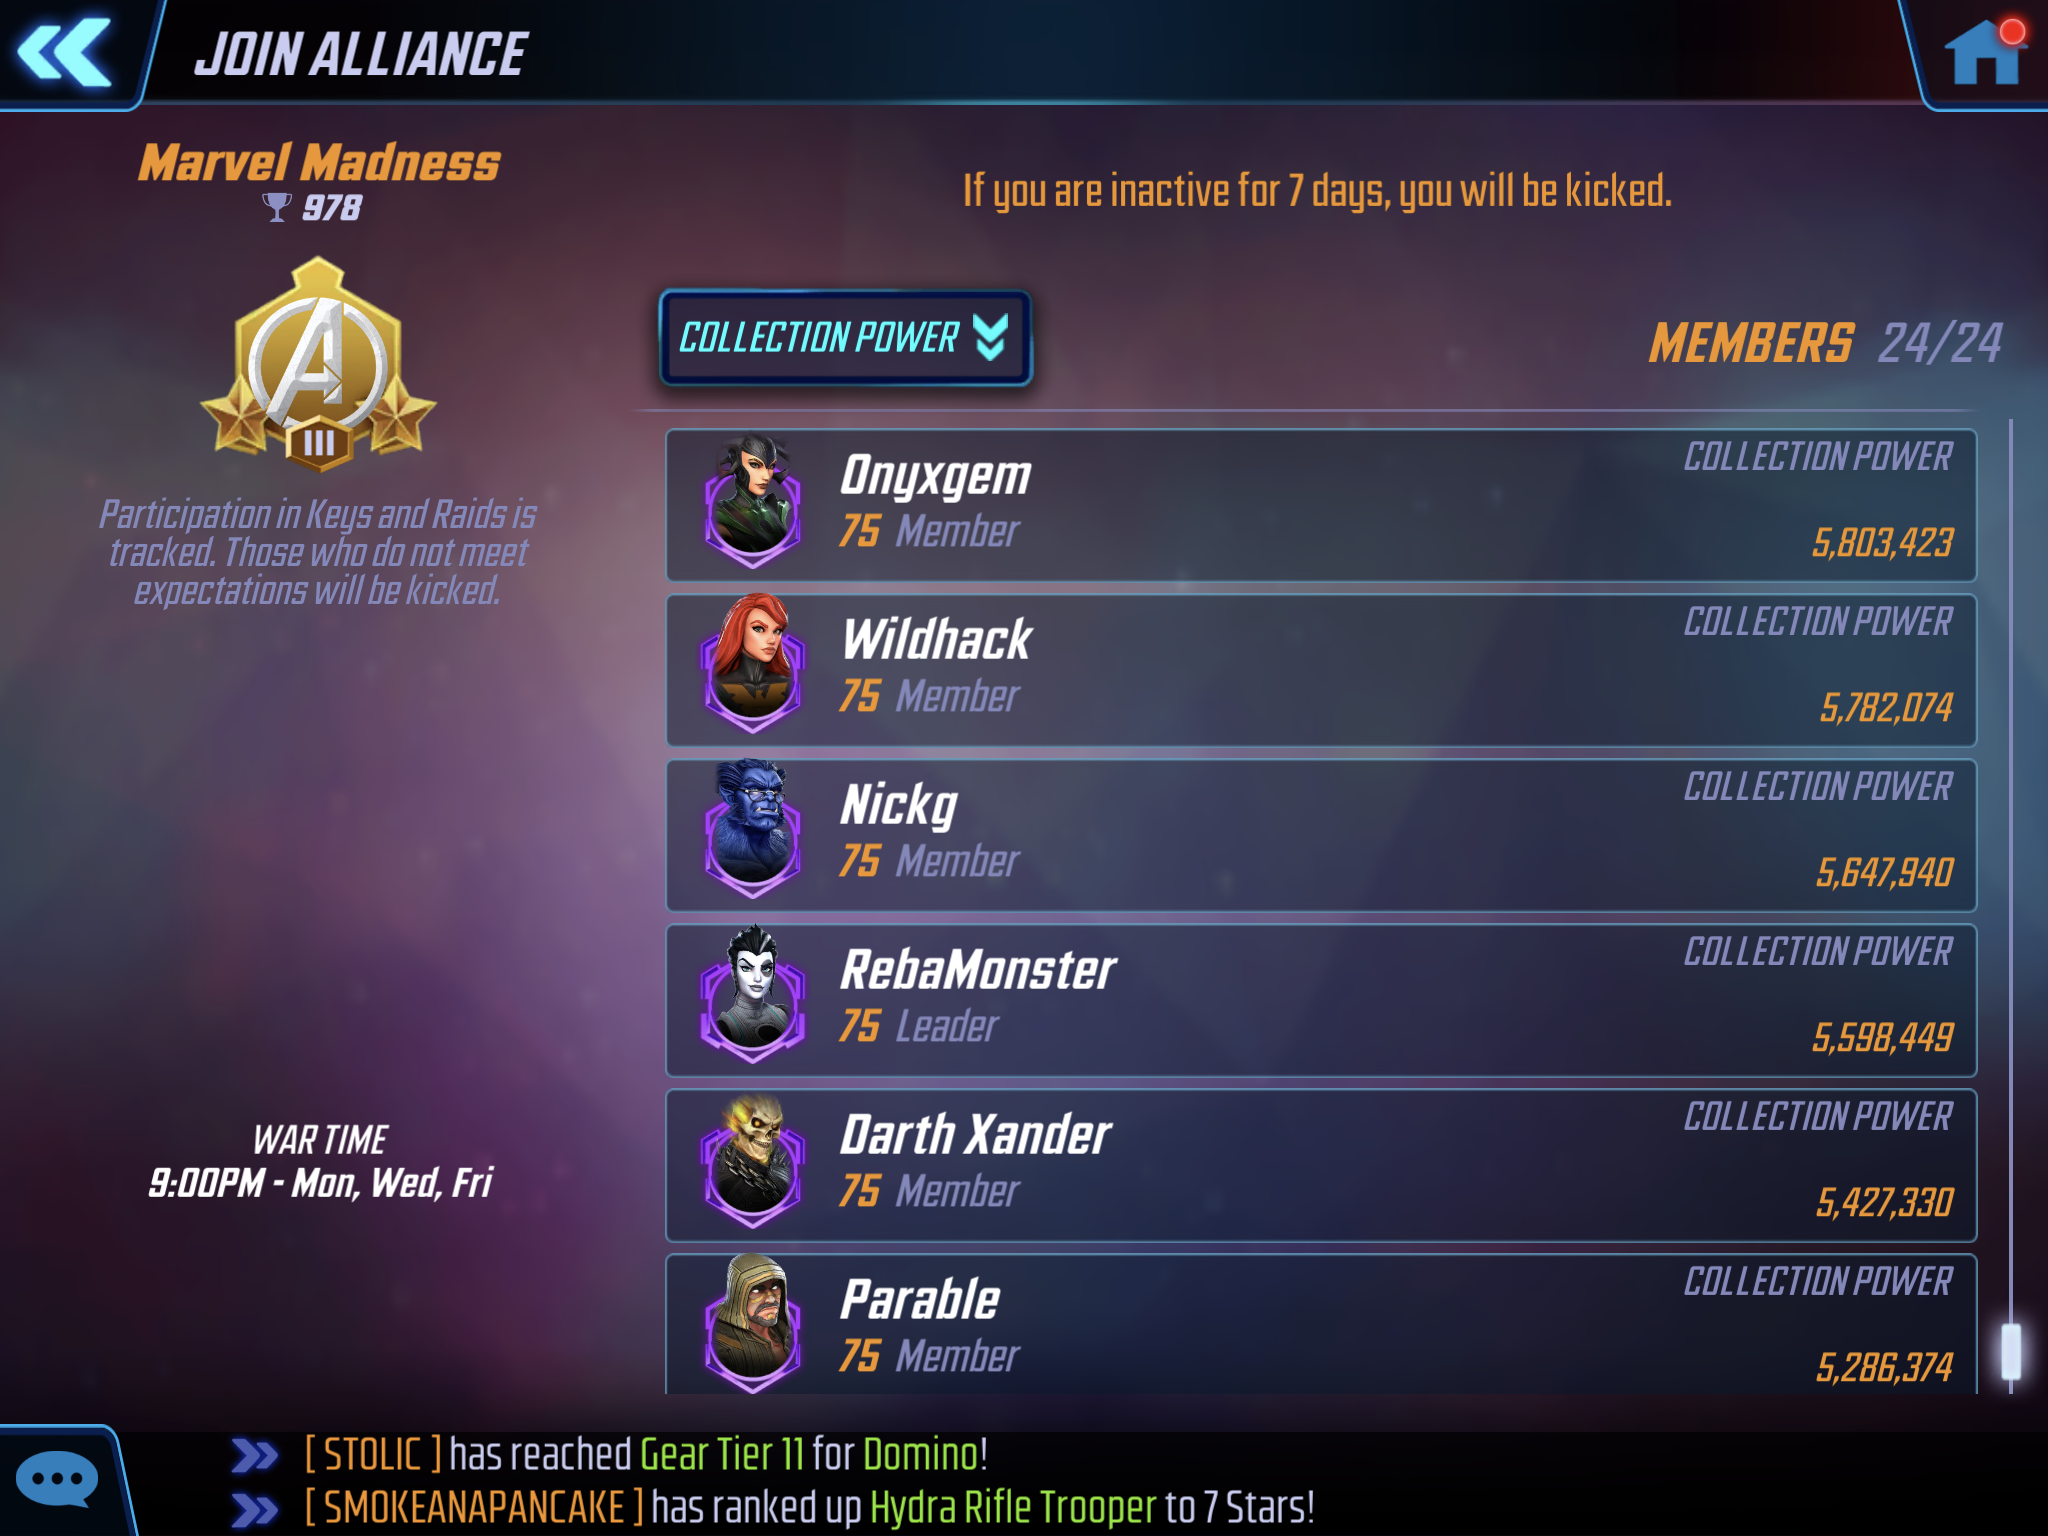 JOIN ALLIANCE
Marvel Madness
978
III
Participation in Keys and Raids is
tracked. Those who do not meet
expectations will be kicked.
WAR TIME
9:00PM - Mon, Wed, Fri
If you are inactive for 7 days, you will be kicked.
COLLECTION POWER
MEMBERS 24/24
Onyxgem
75 Member
COLLECTION POWER
5,803,423
Wildhack
75 Member
COLLECTION POWER
5,782,074
Nickg
75 Member
COLLECTION POWER
5,647,940
RebaMonster
75 Leader
COLLECTION POWER
5,598,449
Darth Xander
75 Member
COLLECTION POWER
5,427,330
Parable
75 Member
COLLECTION POWER
5,286,374
[ STOLIC ] has reached Gear Tier 11 for Domino!
[ SMOKEANAPANCAKE ] has ranked up Hydra Rifle Trooper to 7 Stars!